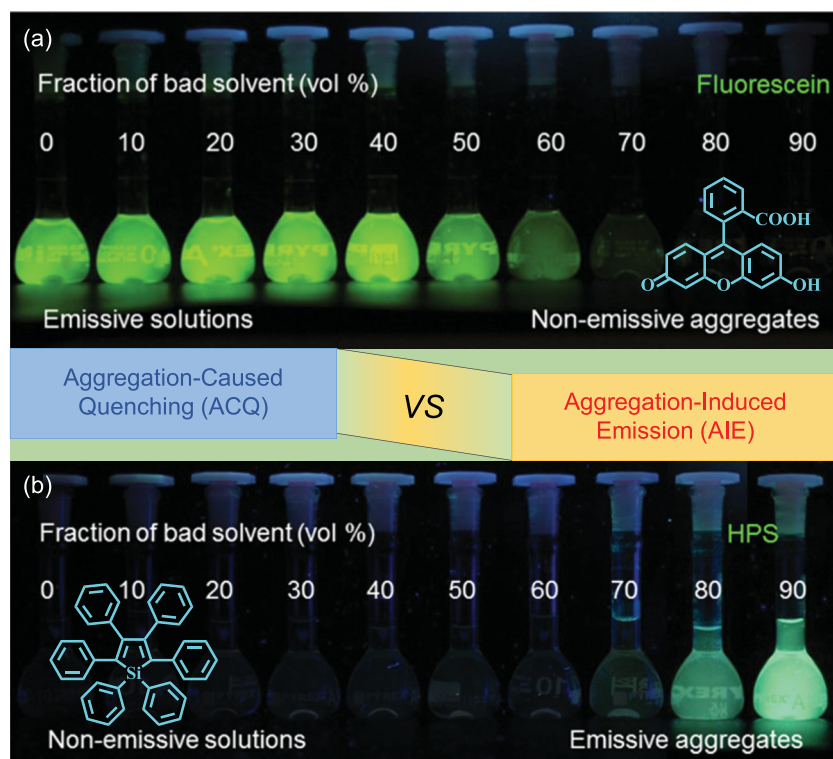 (a)
Fraction of bad solvent (vol %)
Fluorescein
0 10 20 30 40 50 60 70 80 90
COOH
O
O
OH
Emissive solutions
Non-emissive aggregates
Aggregation-Caused
Quenching (ACQ)
VS
Aggregation-Induced
Emission (AIE)
(b)
Fraction of bad solvent (vol %)
HPS
0 10 20 30 40 50 60 70 80 90
Si
Non-emissive solutions
Emissive aggregates